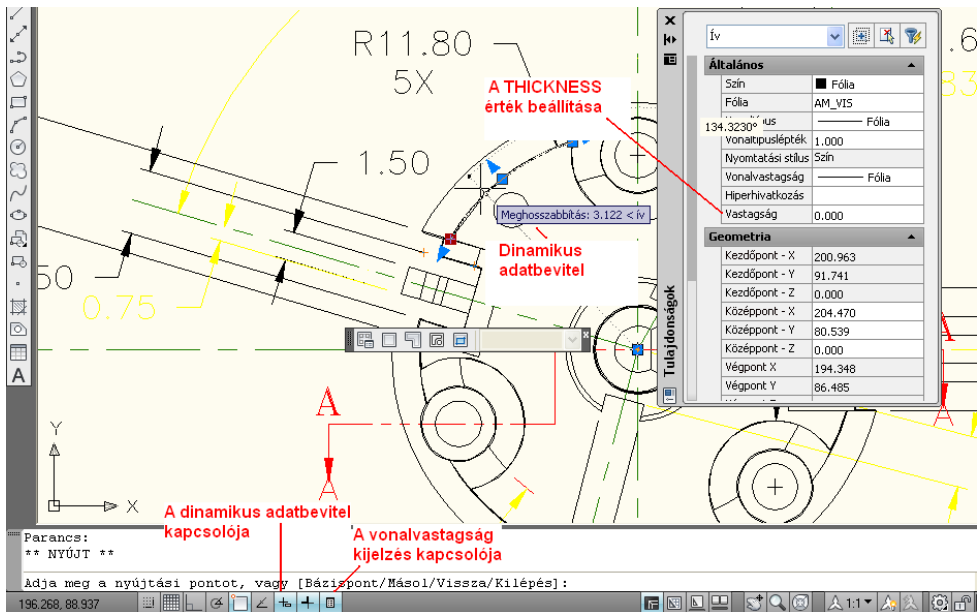 R11.80
5X
1.50
50
0.75
A THICKNESS
érték beállítása
134.3230°
Meghosszabbítás: 3.122 < ív
Dinamikus
adatbevitel
A
A
Y
X
A
A dinamikus adatbevitel
kapcsolója
A vonalvastagság
kijelzés kapcsolója
Tulajdonságok
Ív
Általános
Szín Fólia
Fólia AM_VIS
Fólia
Vonaltípuslépték 1.000
Nyomtatási stílus Szín
Vonalvastagság Fólia
Hiperhivatkozás
Vastagság 0.000
Geometria
Kezdőpont - X 200.963
Kezdőpont - Y 91.741
Kezdőpont - Z 0.000
Középpont - X 204.470
Középpont - Y 80.539
Középpont - Z 0.000
Végpont X 194.348
Végpont Y 86.485
.6
83
A
A
Parancs:
** NYÚJT **
Adja meg a nyújtási pontot, vagy [Bázispont/Másol/Vissza/Kilépés]:
196.268, 88.937
1:1